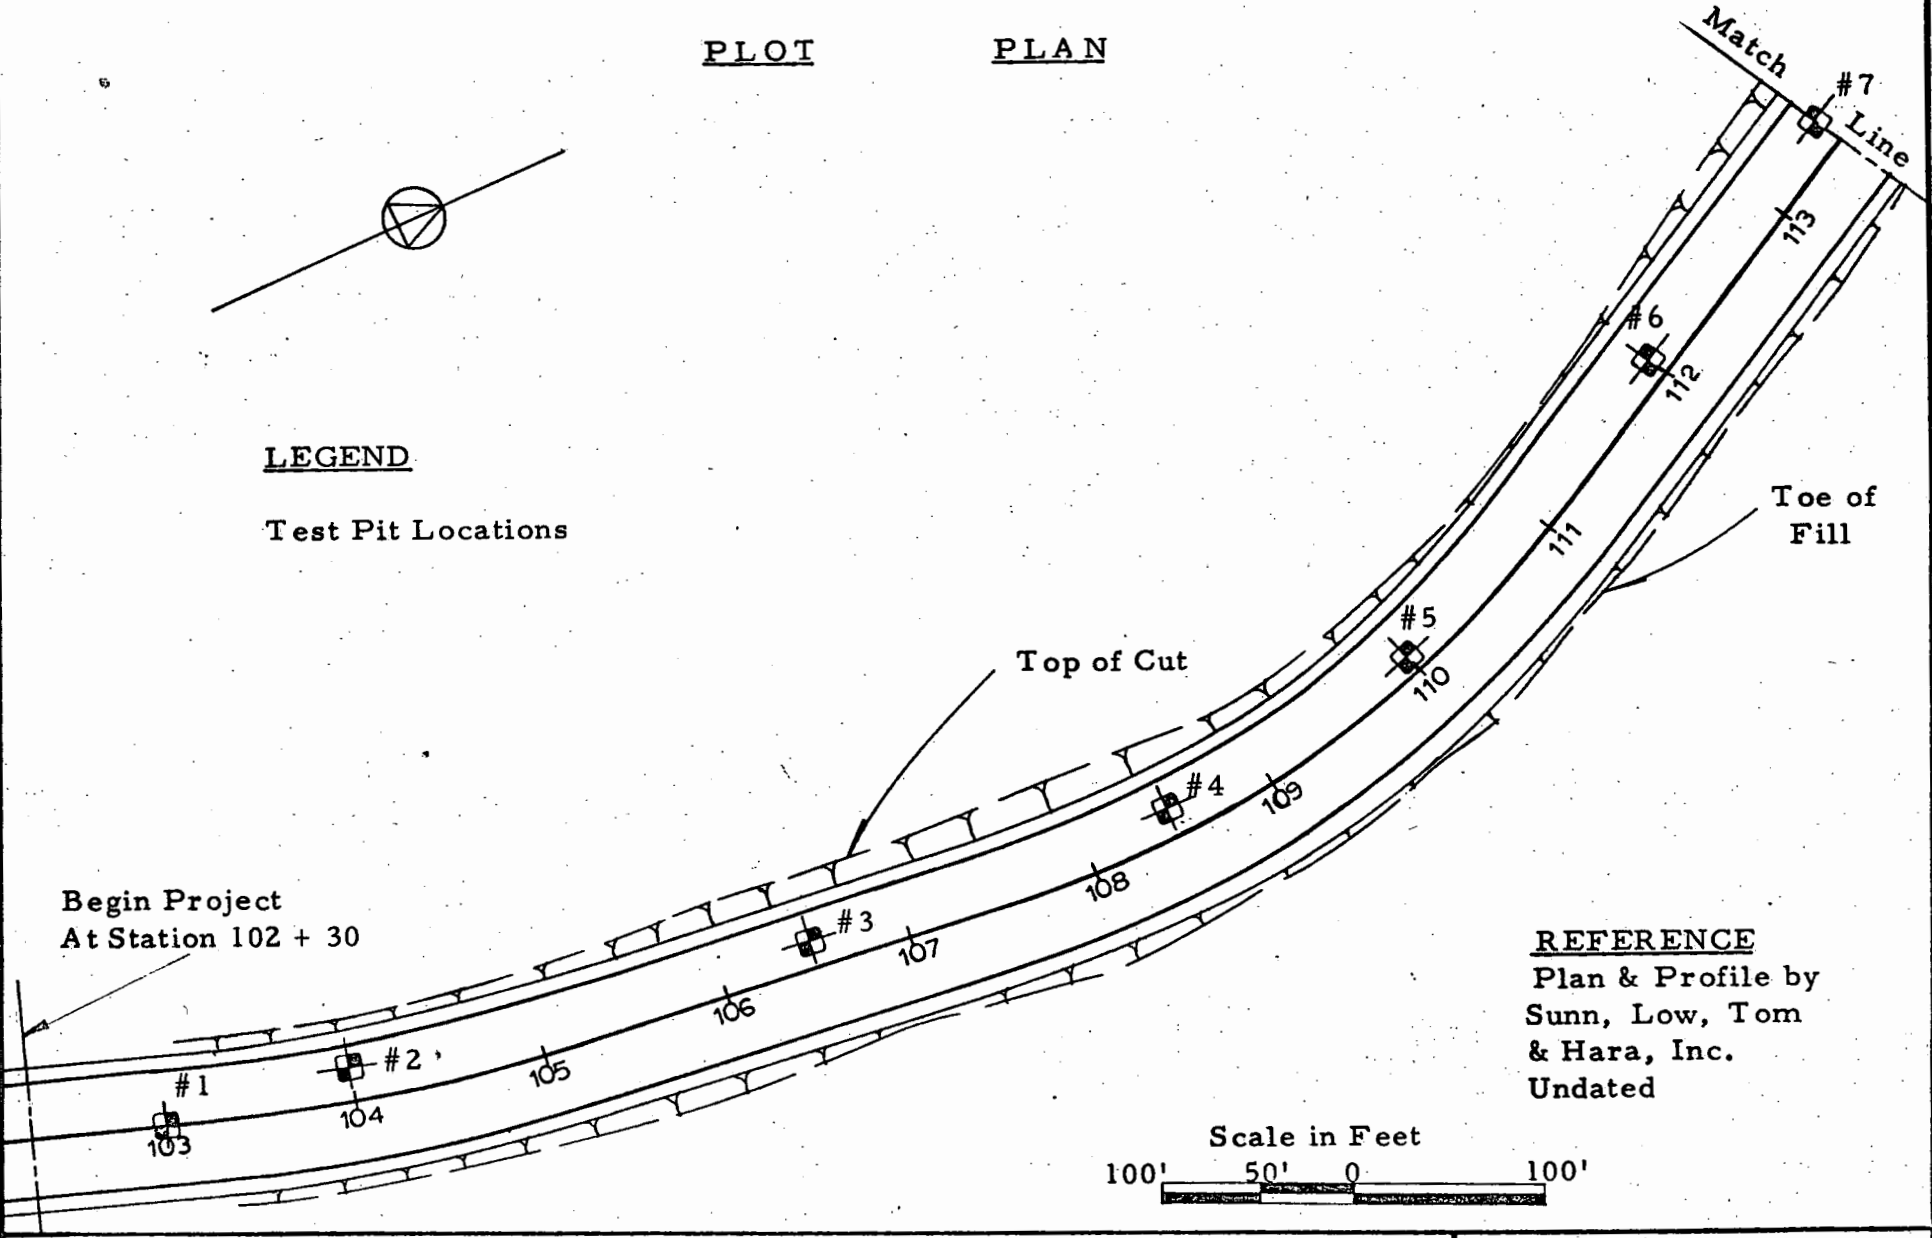 PLOT PLAN
Match Line
#7
113
#6
112
LEGEND
Test Pit Locations
Toe of
Fill
111
#5
110
Top of Cut
#4
109
108
Begin Project
At Station 102 + 30
#3
107
106
REFERENCE
Plan & Profile by
Sunn, Low, Tom
& Hara, Inc.
Undated
#2
105
#1
104
103
Scale in Feet
100' 50' 0 100'